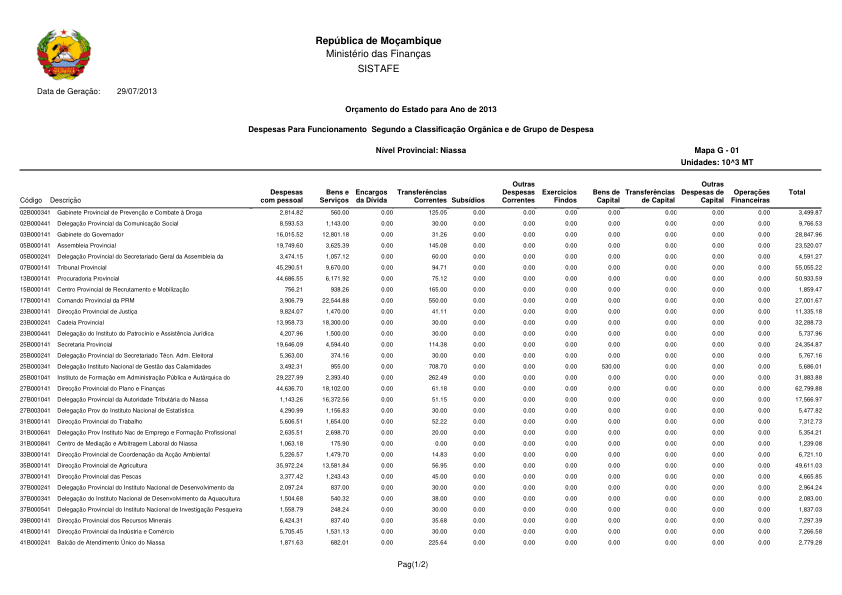 República de Moçambique
Ministério das Finanças
SISTAFE
Data de Geração: 29/07/2013
Orçamento do Estado para Ano de 2013
Despesas Para Funcionamento Segundo a Classificação Orgânica e de Grupo de Despesa
Nível Provincial: Niassa Mapa G - 01
Unidades: 10^3 MT
Código Descrição Despesas com pessoal Bens e Serviços Encargos da Dívida Transferências Correntes Subsídios Outras Despesas Correntes Exercicios Findos Bens de Capital Transferências de Capital Outras Despesas de Capital Operações Financeiras Total
02B000341 Gabinete Provincial de Prevenção e Combate à Droga 2,814.82 560.00 0.00 125.05 0.00 0.00 0.00 0.00 0.00 0.00 0.00 3,499.87
02B000441 Delegação Provincial da Comunicação Social 8,593.53 1,143.00 0.00 30.00 0.00 0.00 0.00 0.00 0.00 0.00 0.00 9,766.53
03B000141 Gabinete do Governador 16,015.52 12,801.18 0.00 31.26 0.00 0.00 0.00 0.00 0.00 0.00 0.00 28,847.96
05B000141 Assembleia Provincial 19,749.60 3,625.39 0.00 145.08 0.00 0.00 0.00 0.00 0.00 0.00 0.00 23,520.07
05B000241 Delegação Provincial do Secretariado Geral da Assembleia da 3,474.15 1,057.12 0.00 60.00 0.00 0.00 0.00 0.00 0.00 0.00 0.00 4,591.27
07B000141 Tribunal Provincial 45,290.51 9,670.00 0.00 94.71 0.00 0.00 0.00 0.00 0.00 0.00 0.00 55,055.22
13B000141 Procuradoria Provincial 44,686.55 6,171.92 0.00 75.12 0.00 0.00 0.00 0.00 0.00 0.00 0.00 50,933.59
15B000141 Centro Provincial de Recrutamento e Mobilização 756.21 938.26 0.00 165.00 0.00 0.00 0.00 0.00 0.00 0.00 0.00 1,859.47
17B000141 Comando Provincial da PRM 3,906.79 22,544.88 0.00 550.00 0.00 0.00 0.00 0.00 0.00 0.00 0.00 27,001.67
23B000141 Direcção Provincial de Justiça 9,824.07 1,470.00 0.00 41.11 0.00 0.00 0.00 0.00 0.00 0.00 0.00 11,335.18
23B000241 Cadeia Provincial 13,958.73 18,300.00 0.00 30.00 0.00 0.00 0.00 0.00 0.00 0.00 0.00 32,288.73
23B000441 Delegação do Instituto do Patrocínio e Assistência Jurídica 4,207.96 1,500.00 0.00 30.00 0.00 0.00 0.00 0.00 0.00 0.00 0.00 5,737.96
25B000141 Secretaria Provincial 19,646.09 4,594.40 0.00 114.38 0.00 0.00 0.00 0.00 0.00 0.00 0.00 24,354.87
25B000241 Delegação Provincial do Secretariado Técn. Adm. Eleitoral 5,363.00 374.16 0.00 30.00 0.00 0.00 0.00 0.00 0.00 0.00 0.00 5,767.16
25B000341 Delegação Instituto Nacional de Gestão das Calamidades 3,492.31 955.00 0.00 708.70 0.00 0.00 0.00 530.00 0.00 0.00 0.00 5,686.01
25B001041 Instituto de Formação em Administração Pública e Autárquica do 29,227.99 2,393.40 0.00 262.49 0.00 0.00 0.00 0.00 0.00 0.00 0.00 31,883.88
27B000141 Direcção Provincial do Plano e Finanças 44,636.70 18,102.00 0.00 61.18 0.00 0.00 0.00 0.00 0.00 0.00 0.00 62,799.88
27B001041 Delegação Provincial da Autoridade Tributária do Niassa 1,143.26 16,372.56 0.00 51.15 0.00 0.00 0.00 0.00 0.00 0.00 0.00 17,566.97
27B003041 Delegação Prov do Instituto Nacional de Estatística 4,290.99 1,156.83 0.00 30.00 0.00 0.00 0.00 0.00 0.00 0.00 0.00 5,477.82
31B000141 Direcção Provincial do Trabalho 5,606.51 1,654.00 0.00 52.22 0.00 0.00 0.00 0.00 0.00 0.00 0.00 7,312.73
31B000641 Delegação Prov Instituto Nac de Emprego e Formação Profissional 2,635.51 2,698.70 0.00 20.00 0.00 0.00 0.00 0.00 0.00 0.00 0.00 5,354.21
31B000841 Centro de Mediação e Arbitragem Laboral do Niassa 1,063.18 175.90 0.00 0.00 0.00 0.00 0.00 0.00 0.00 0.00 0.00 1,239.08
33B000141 Direcção Provincial de Coordenação da Acção Ambiental 5,226.57 1,479.70 0.00 14.83 0.00 0.00 0.00 0.00 0.00 0.00 0.00 6,721.10
35B000141 Direcção Provincial de Agricultura 35,972.24 13,581.84 0.00 56.95 0.00 0.00 0.00 0.00 0.00 0.00 0.00 49,611.03
37B000141 Direcção Provincial das Pescas 3,377.42 1,243.43 0.00 45.00 0.00 0.00 0.00 0.00 0.00 0.00 0.00 4,665.85
37B000241 Delegação Provincial do Instituto Nacional de Desenvolvimento da 2,097.24 837.00 0.00 30.00 0.00 0.00 0.00 0.00 0.00 0.00 0.00 2,964.24
37B000341 Delegação do Instituto Nacional de Desenvolvimento da Aquacultura 1,504.68 540.32 0.00 38.00 0.00 0.00 0.00 0.00 0.00 0.00 0.00 2,083.00
37B000541 Delegação Provincial do Instituto Nacional de Investigação Pesqueira 1,558.79 248.24 0.00 30.00 0.00 0.00 0.00 0.00 0.00 0.00 0.00 1,837.03
39B000141 Direcção Provincial dos Recursos Minerais 6,424.31 837.40 0.00 35.68 0.00 0.00 0.00 0.00 0.00 0.00 0.00 7,297.39
41B000141 Direcção Provincial da Indústria e Comércio 5,705.45 1,531.13 0.00 30.00 0.00 0.00 0.00 0.00 0.00 0.00 0.00 7,266.58
41B000241 Balcão de Atendimento Único do Niassa 1,871.63 682.01 0.00 225.64 0.00 0.00 0.00 0.00 0.00 0.00 0.00 2,779.28
Pag(1/2)